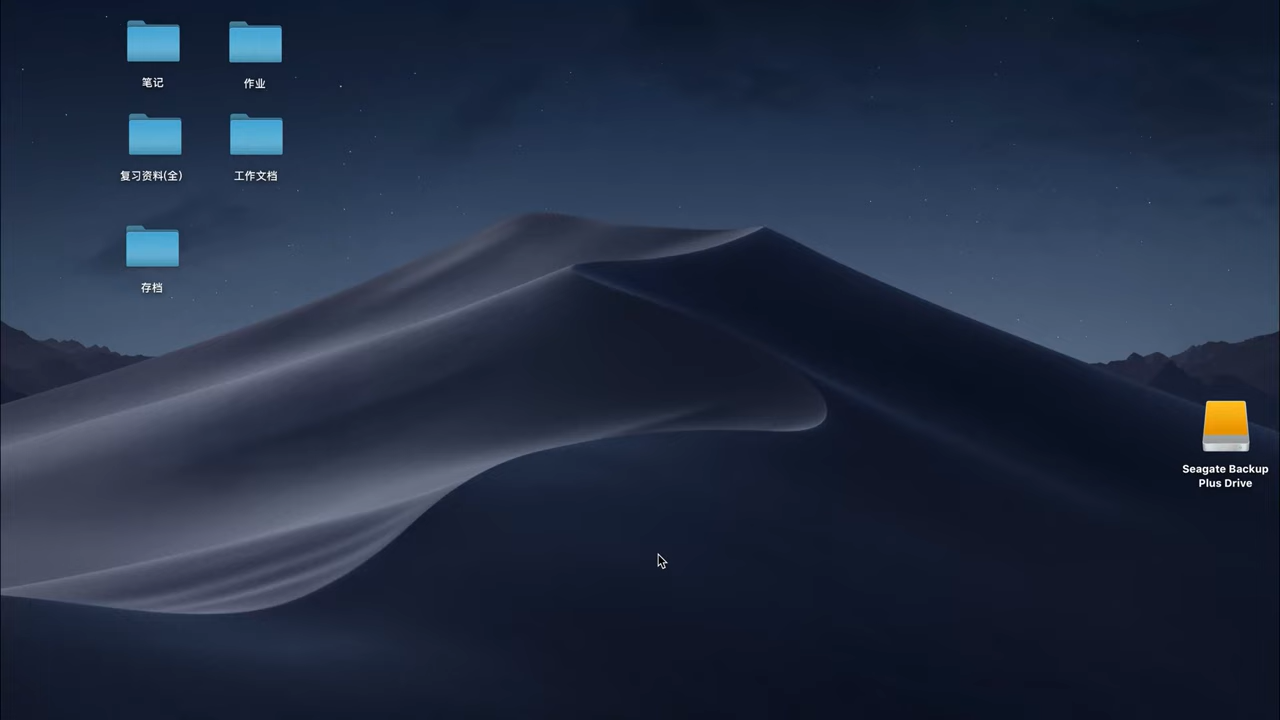 笔记
作业
复习资料(全)
工作文档
存档
Seagate Backup
Plus Drive